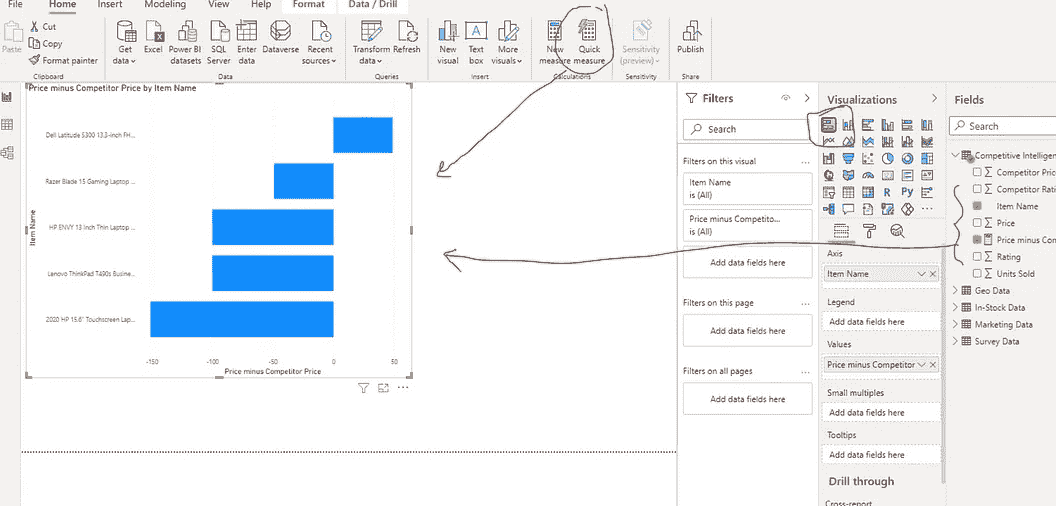 File Home Insert Modeling View Help Format Data / Drill
Paste
Cut
Copy
Format painter
Clipboard
Get data
Excel
Power BI datasets
SQL Server
Enter data
Dataverse
Recent sources
Data
Transform data
Refresh
Queries
New visual
Text box
More visuals
Insert
New measure
Quick measure
Calculations
Sensitivity (preview)
Sensitivity
Publish
Share
Price minus Competitor Price by Item Name
Item Name
Dell Latitude 5300 13.3-inch FH...
Razer Blade 15 Gaming Laptop ...
HP ENVY 13 Inch Thin Laptop ...
Lenovo ThinkPad T490s Busine...
2020 HP 15.6" Touchscreen Lap...
-150 -100 -50 0 50
Price minus Competitor Price
Filters
Search
Filters on this visual
Item Name
is (All)
Price minus Competito...
is (All)
Add data fields here
Filters on this page
Add data fields here
Filters on all pages
Add data fields here
Visualizations
R Py
Axis
Item Name
Legend
Add data fields here
Values
Price minus Competitor
Small multiples
Add data fields here
Tooltips
Add data fields here
Drill through
Cross-report
Fields
Search
Competitive Intelligen
Competitor Pric
Competitor Rati
Item Name
Price
Price minus Con
Rating
Units Sold
Geo Data
In-Stock Data
Marketing Data
Survey Data